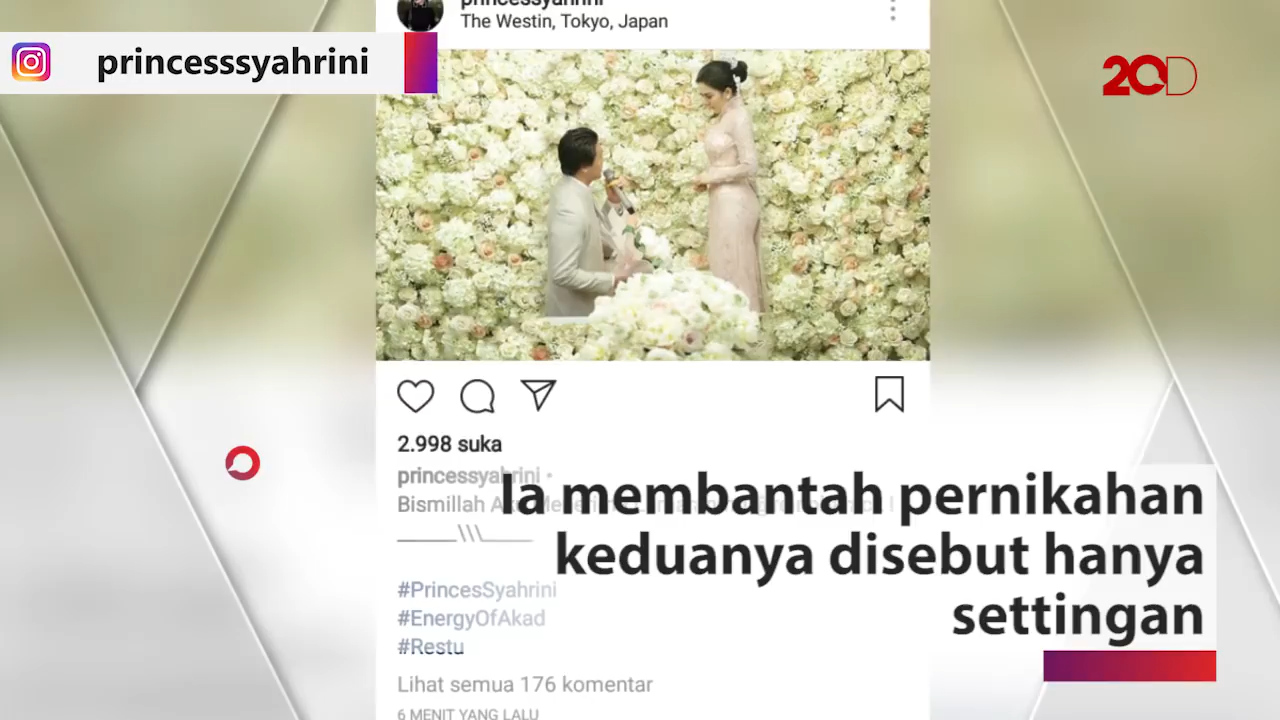 princessyahrini
The Westin, Tokyo, Japan
princesssyahrini
20D
2.998 suka
princessyahrini •
Bismillah
Ia membantah pernikahan
keduanya disebut hanya
settingan
#PrincesSyahrini
#EnergyOfAkad
#Restu
Lihat semua 176 komentar
6 MENIT YANG LALU